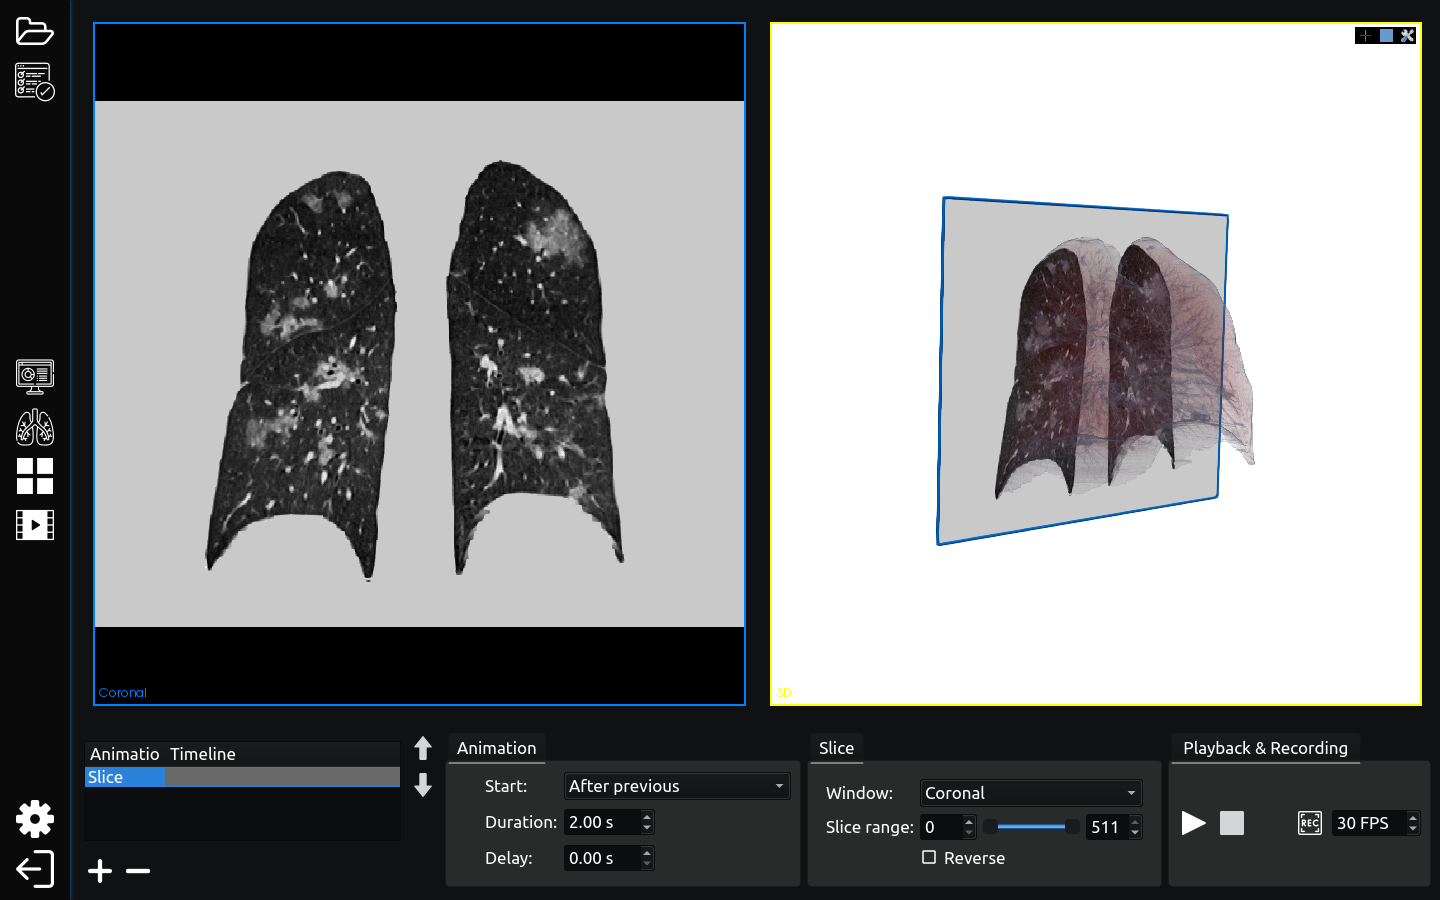 Coronal
3D
Animatio Timeline
Slice
Animation
Start: After previous
Duration: 2.00 s
Delay: 0.00 s
Slice
Window: Coronal
Slice range: 0 511
Reverse
Playback & Recording
REC 30 FPS